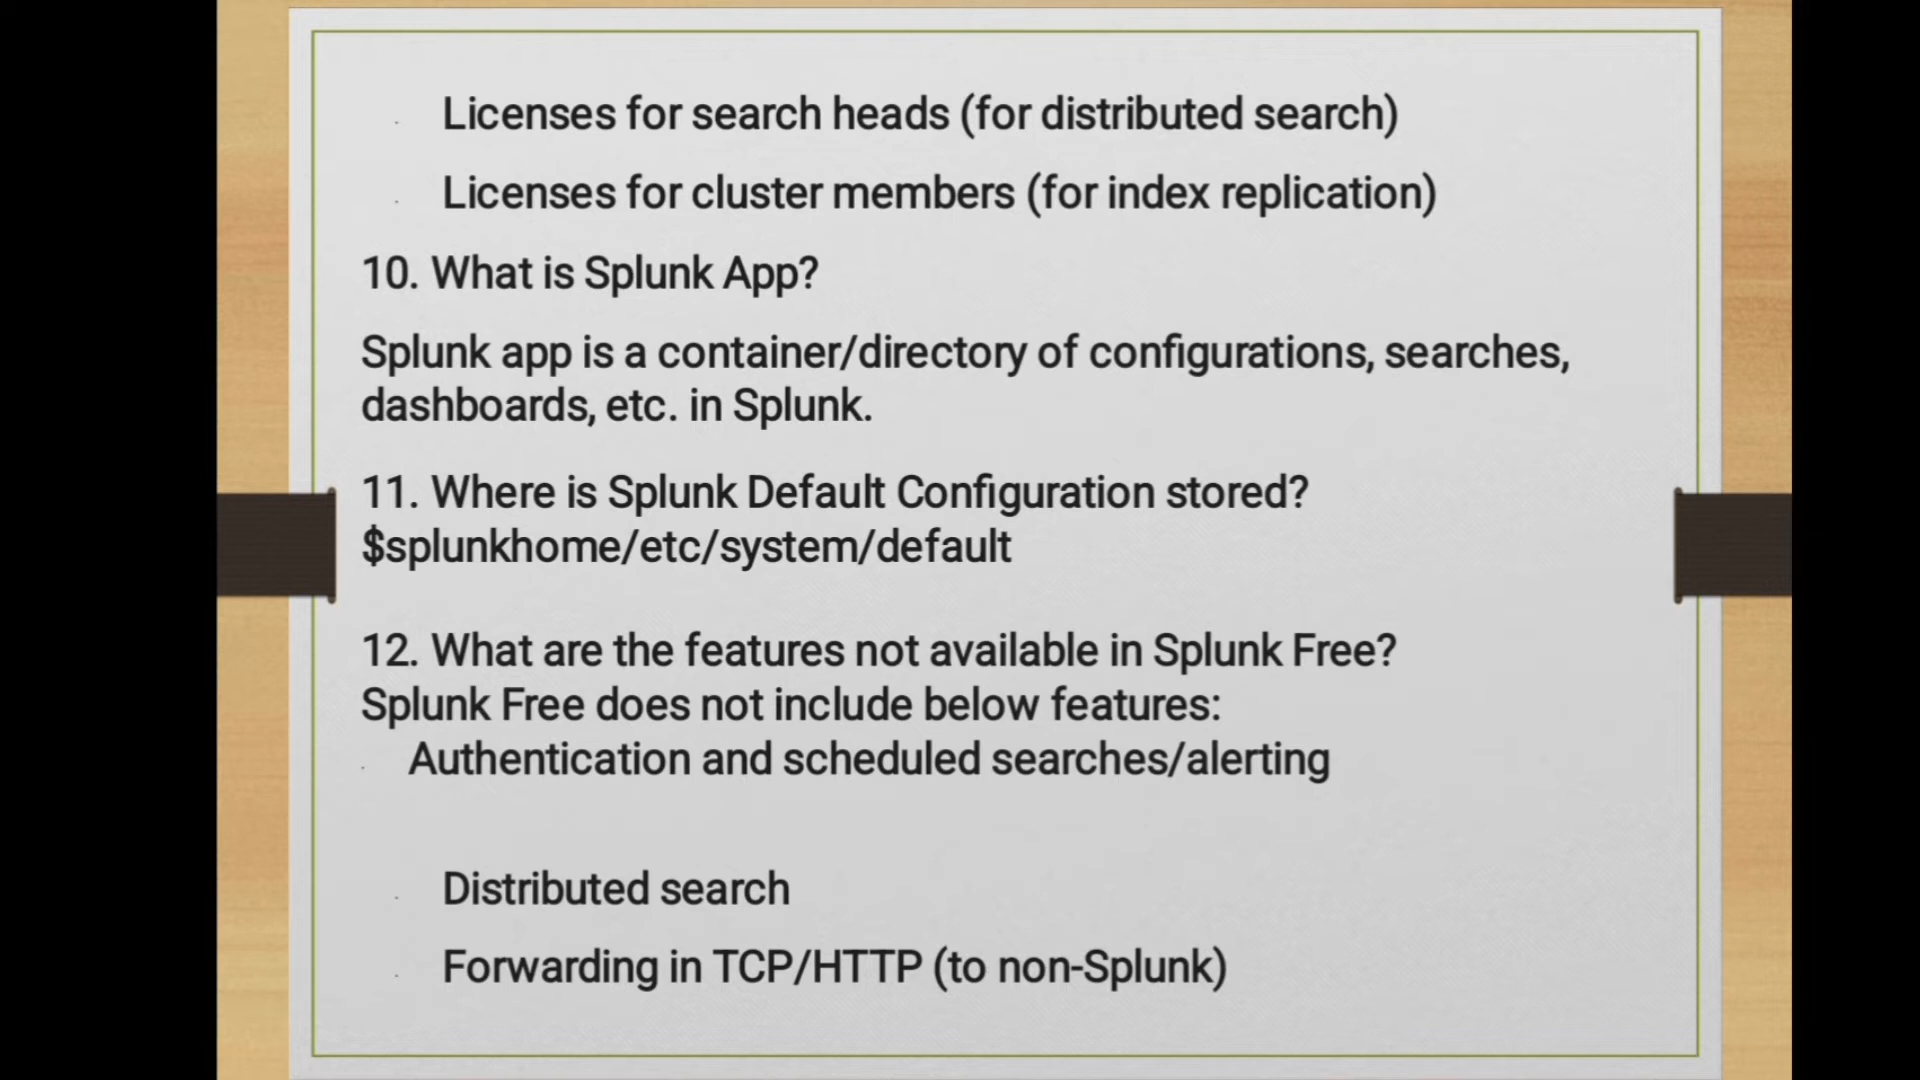 Licenses for search heads (for distributed search)
Licenses for cluster members (for index replication)
10. What is Splunk App?
Splunk app is a container/directory of configurations, searches,
dashboards, etc. in Splunk.
11. Where is Splunk Default Configuration stored?
$splunkhome/etc/system/default
12. What are the features not available in Splunk Free?
Splunk Free does not include below features:
Authentication and scheduled searches/alerting
Distributed search
Forwarding in TCP/HTTP (to non-Splunk)